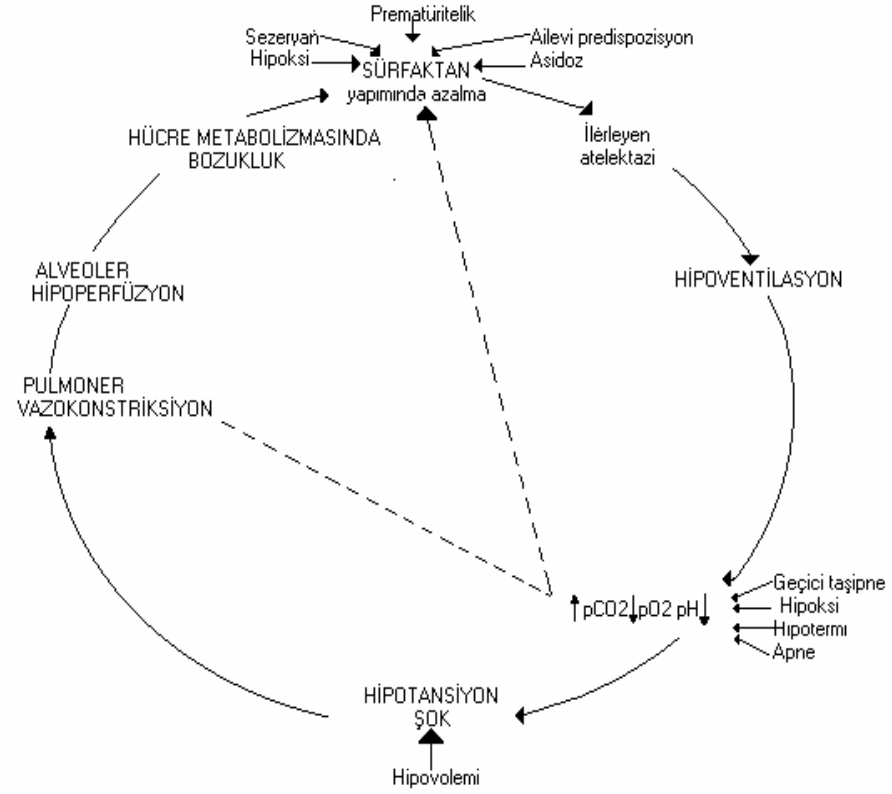 Prematüritelik
Sezeryan
Hipoksi
Ailevi predispozisyon
Asidoz
SÜRFAKTAN
yapımında azalma
HÜCRE METABOLİZMASINDA
BOZUKLUK
İlerleyen
atelektazi
ALVEOLER
HİPOPERFÜZYON
HİPOVENTİLASYON
PULMONER
VAZOKONSTRİKSİYON
↑pCO2↓pO2 pH↓
Geçici taşipne
Hipoksi
Hıpotermı
Apne
HİPOTANSİYON
ŞOK
Hipovolemi